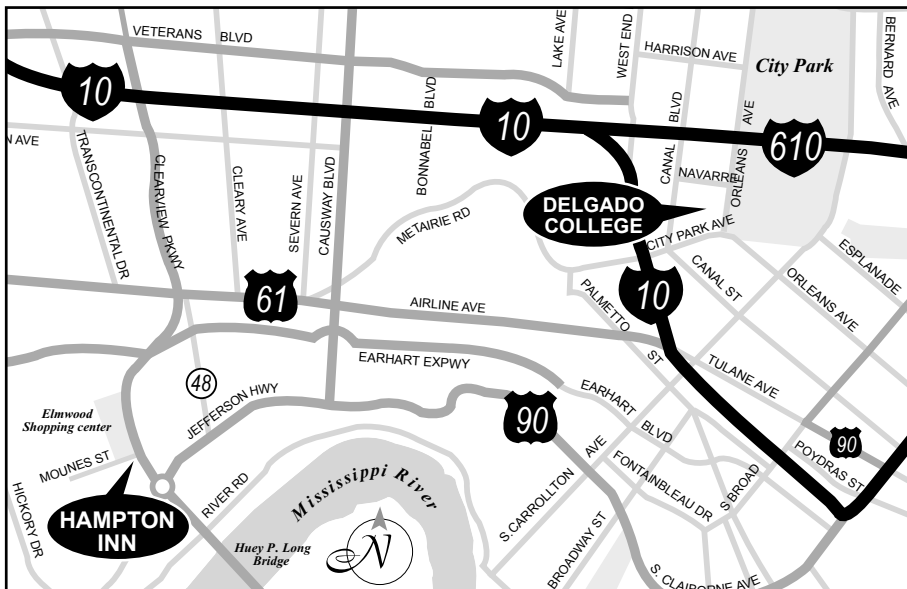 VETERANS BLVD
LAKE AVE
WEST END
HARRISON AVE
City Park
BERNARD AVE
10
10
610
N AVE
TRANSCONTINENTAL DR
CLEARVIEW PKWY
CLEARY AVE
SEVERN AVE
CAUSWAY BLVD
BONNABEL BLVD
CANAL BLVD
NAVARRE
ORLEANS AVE
METAIRIE RD
DELGADO
COLLEGE
CITY PARK AVE
ESPLANADE
61
AIRLINE AVE
10
PALMETTO ST
CANAL ST
ORLEANS AVE
EARHART EXPWY
TULANE AVE
48
JEFFERSON HWY
90
EARHART BLVD
Elmwood
Shopping center
90
POYDRAS ST
MOUNES ST
HICKORY DR
RIVER RD
Mississippi River
S.CARROLLTON AVE
FONTAINBLEAU DR
S.BROAD
HAMPTON
INN
Huey P. Long
Bridge
N
BROADWAY ST
S. CLAIBORNE AVE